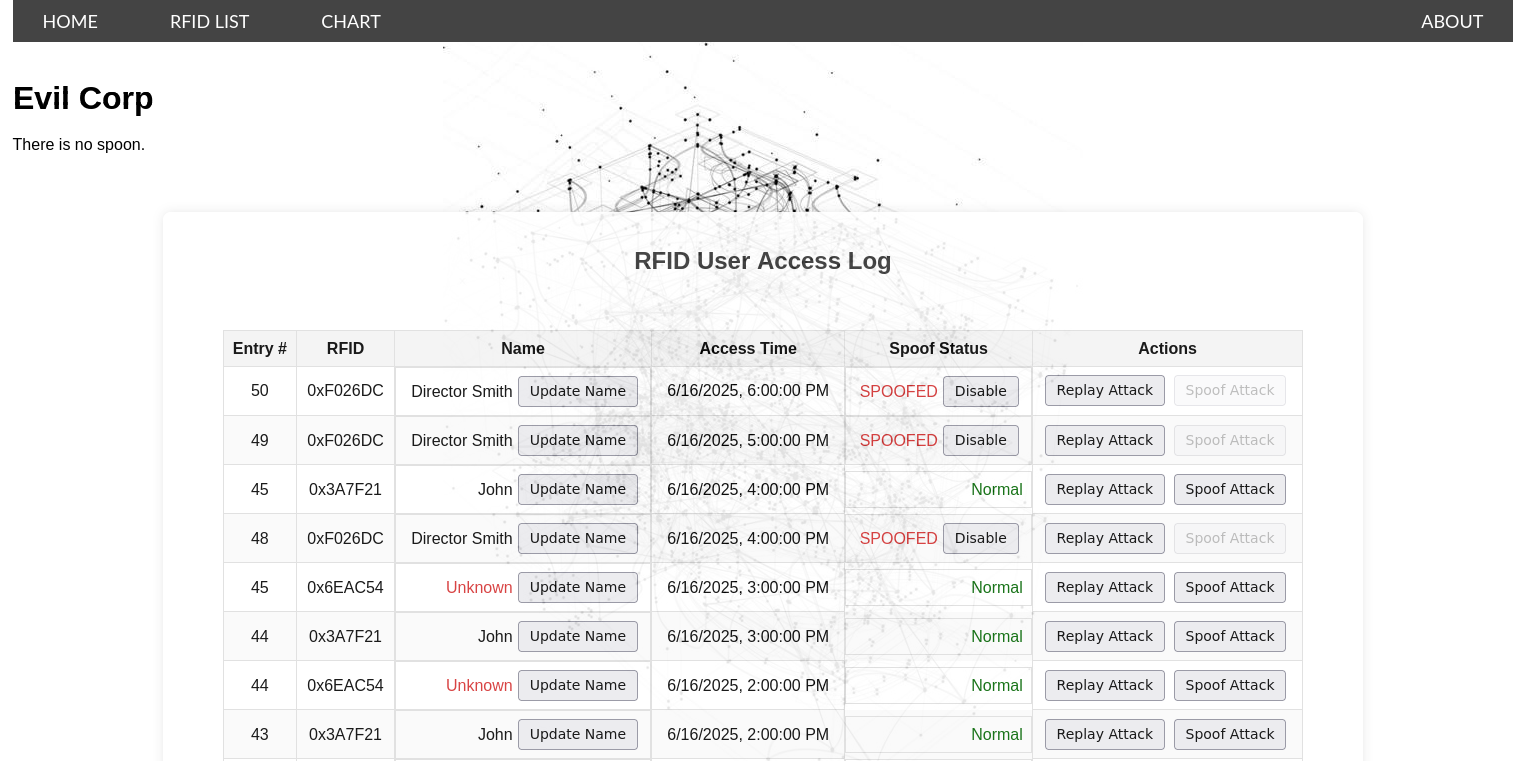 HOME RFID LIST CHART ABOUT
Evil Corp
There is no spoon.
RFID User Access Log
Entry # RFID Name Access Time Spoof Status Actions
50 0xF026DC Director Smith Update Name 6/16/2025, 6:00:00 PM SPOOFED Disable Replay Attack Spoof Attack
49 0xF026DC Director Smith Update Name 6/16/2025, 5:00:00 PM SPOOFED Disable Replay Attack Spoof Attack
45 0x3A7F21 John Update Name 6/16/2025, 4:00:00 PM Normal Replay Attack Spoof Attack
48 0xF026DC Director Smith Update Name 6/16/2025, 4:00:00 PM SPOOFED Disable Replay Attack Spoof Attack
45 0x6EAC54 Unknown Update Name 6/16/2025, 3:00:00 PM Normal Replay Attack Spoof Attack
44 0x3A7F21 John Update Name 6/16/2025, 3:00:00 PM Normal Replay Attack Spoof Attack
44 0x6EAC54 Unknown Update Name 6/16/2025, 2:00:00 PM Normal Replay Attack Spoof Attack
43 0x3A7F21 John Update Name 6/16/2025, 2:00:00 PM Normal Replay Attack Spoof Attack